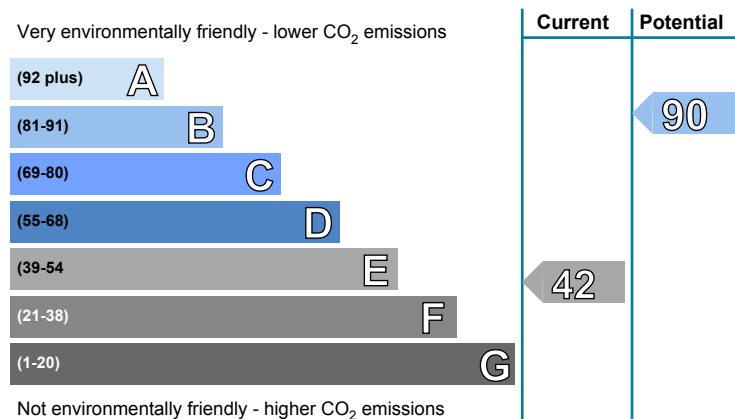 Current Potential
Very environmentally friendly - lower CO2 emissions
(92 plus) A
(81-91) B
90
(69-80) C
(55-68) D
(39-54 E
42
(21-38) F
(1-20) G
Not environmentally friendly - higher CO2 emissions